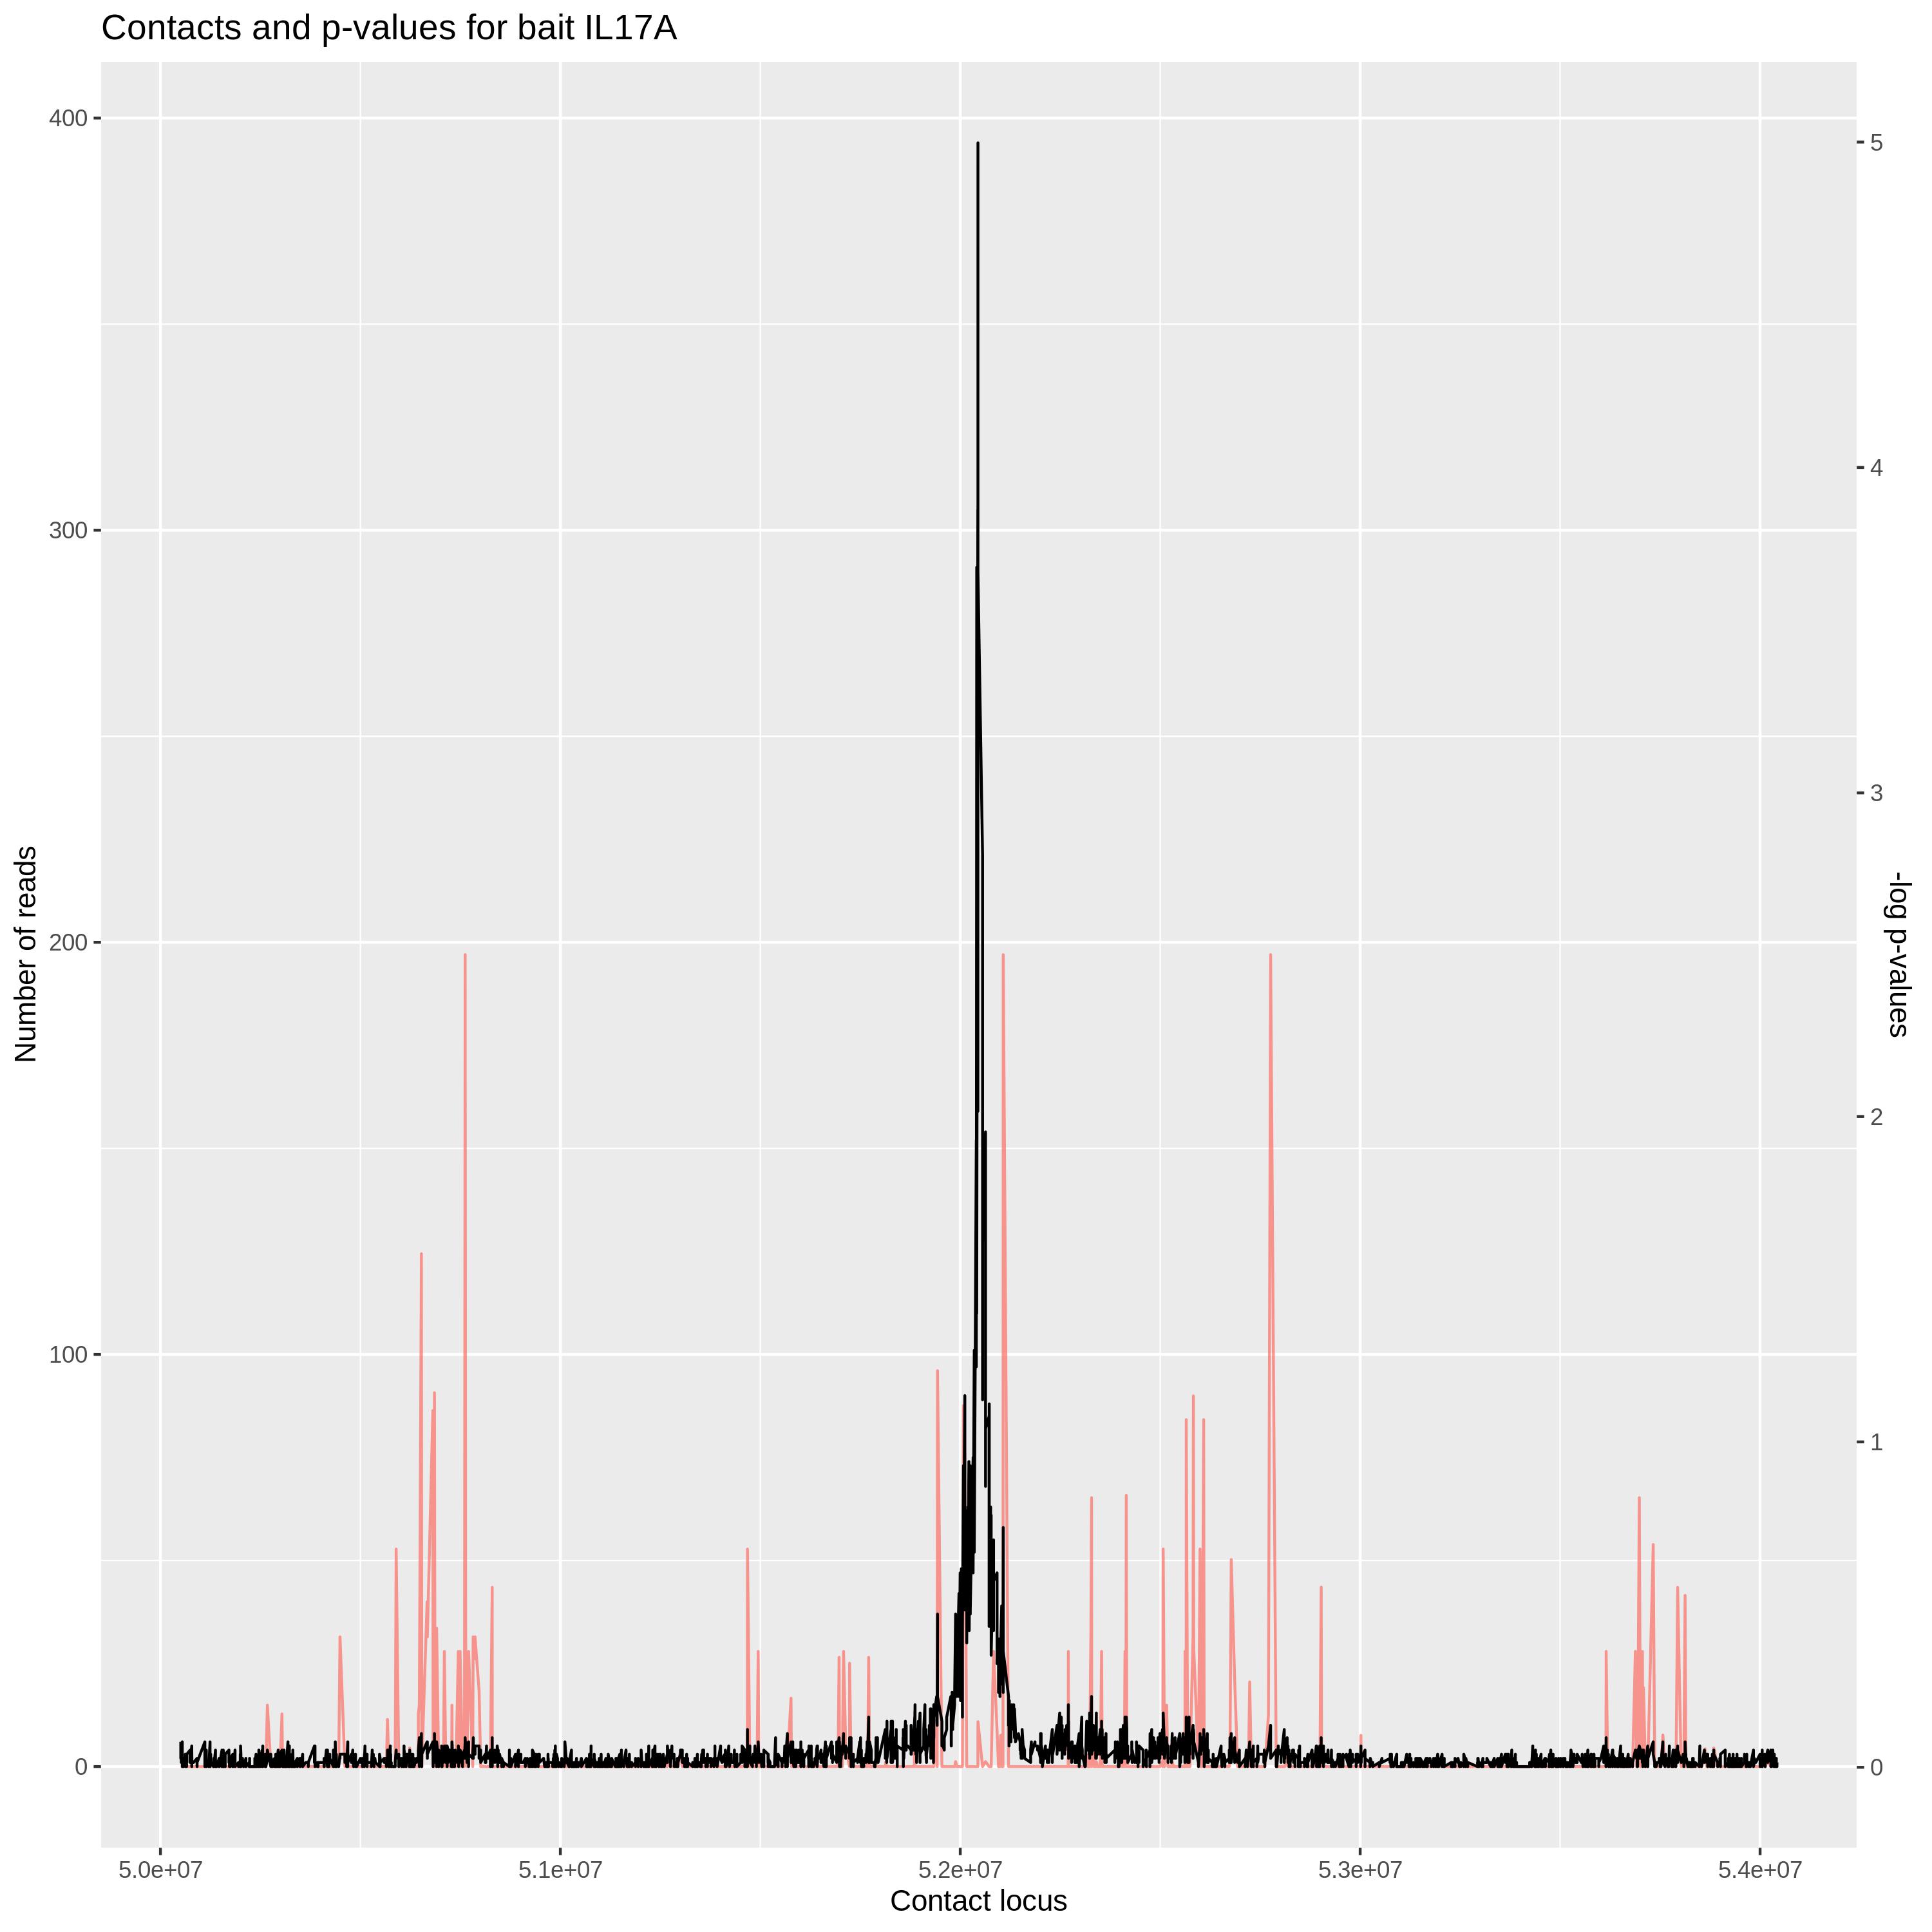 Contacts and p-values for bait IL17A
400
300
200
100
0
Number of reads
5
4
3
2
1
0
-log p-values
5.0e+07
5.1e+07
5.2e+07
5.3e+07
5.4e+07
Contact locus